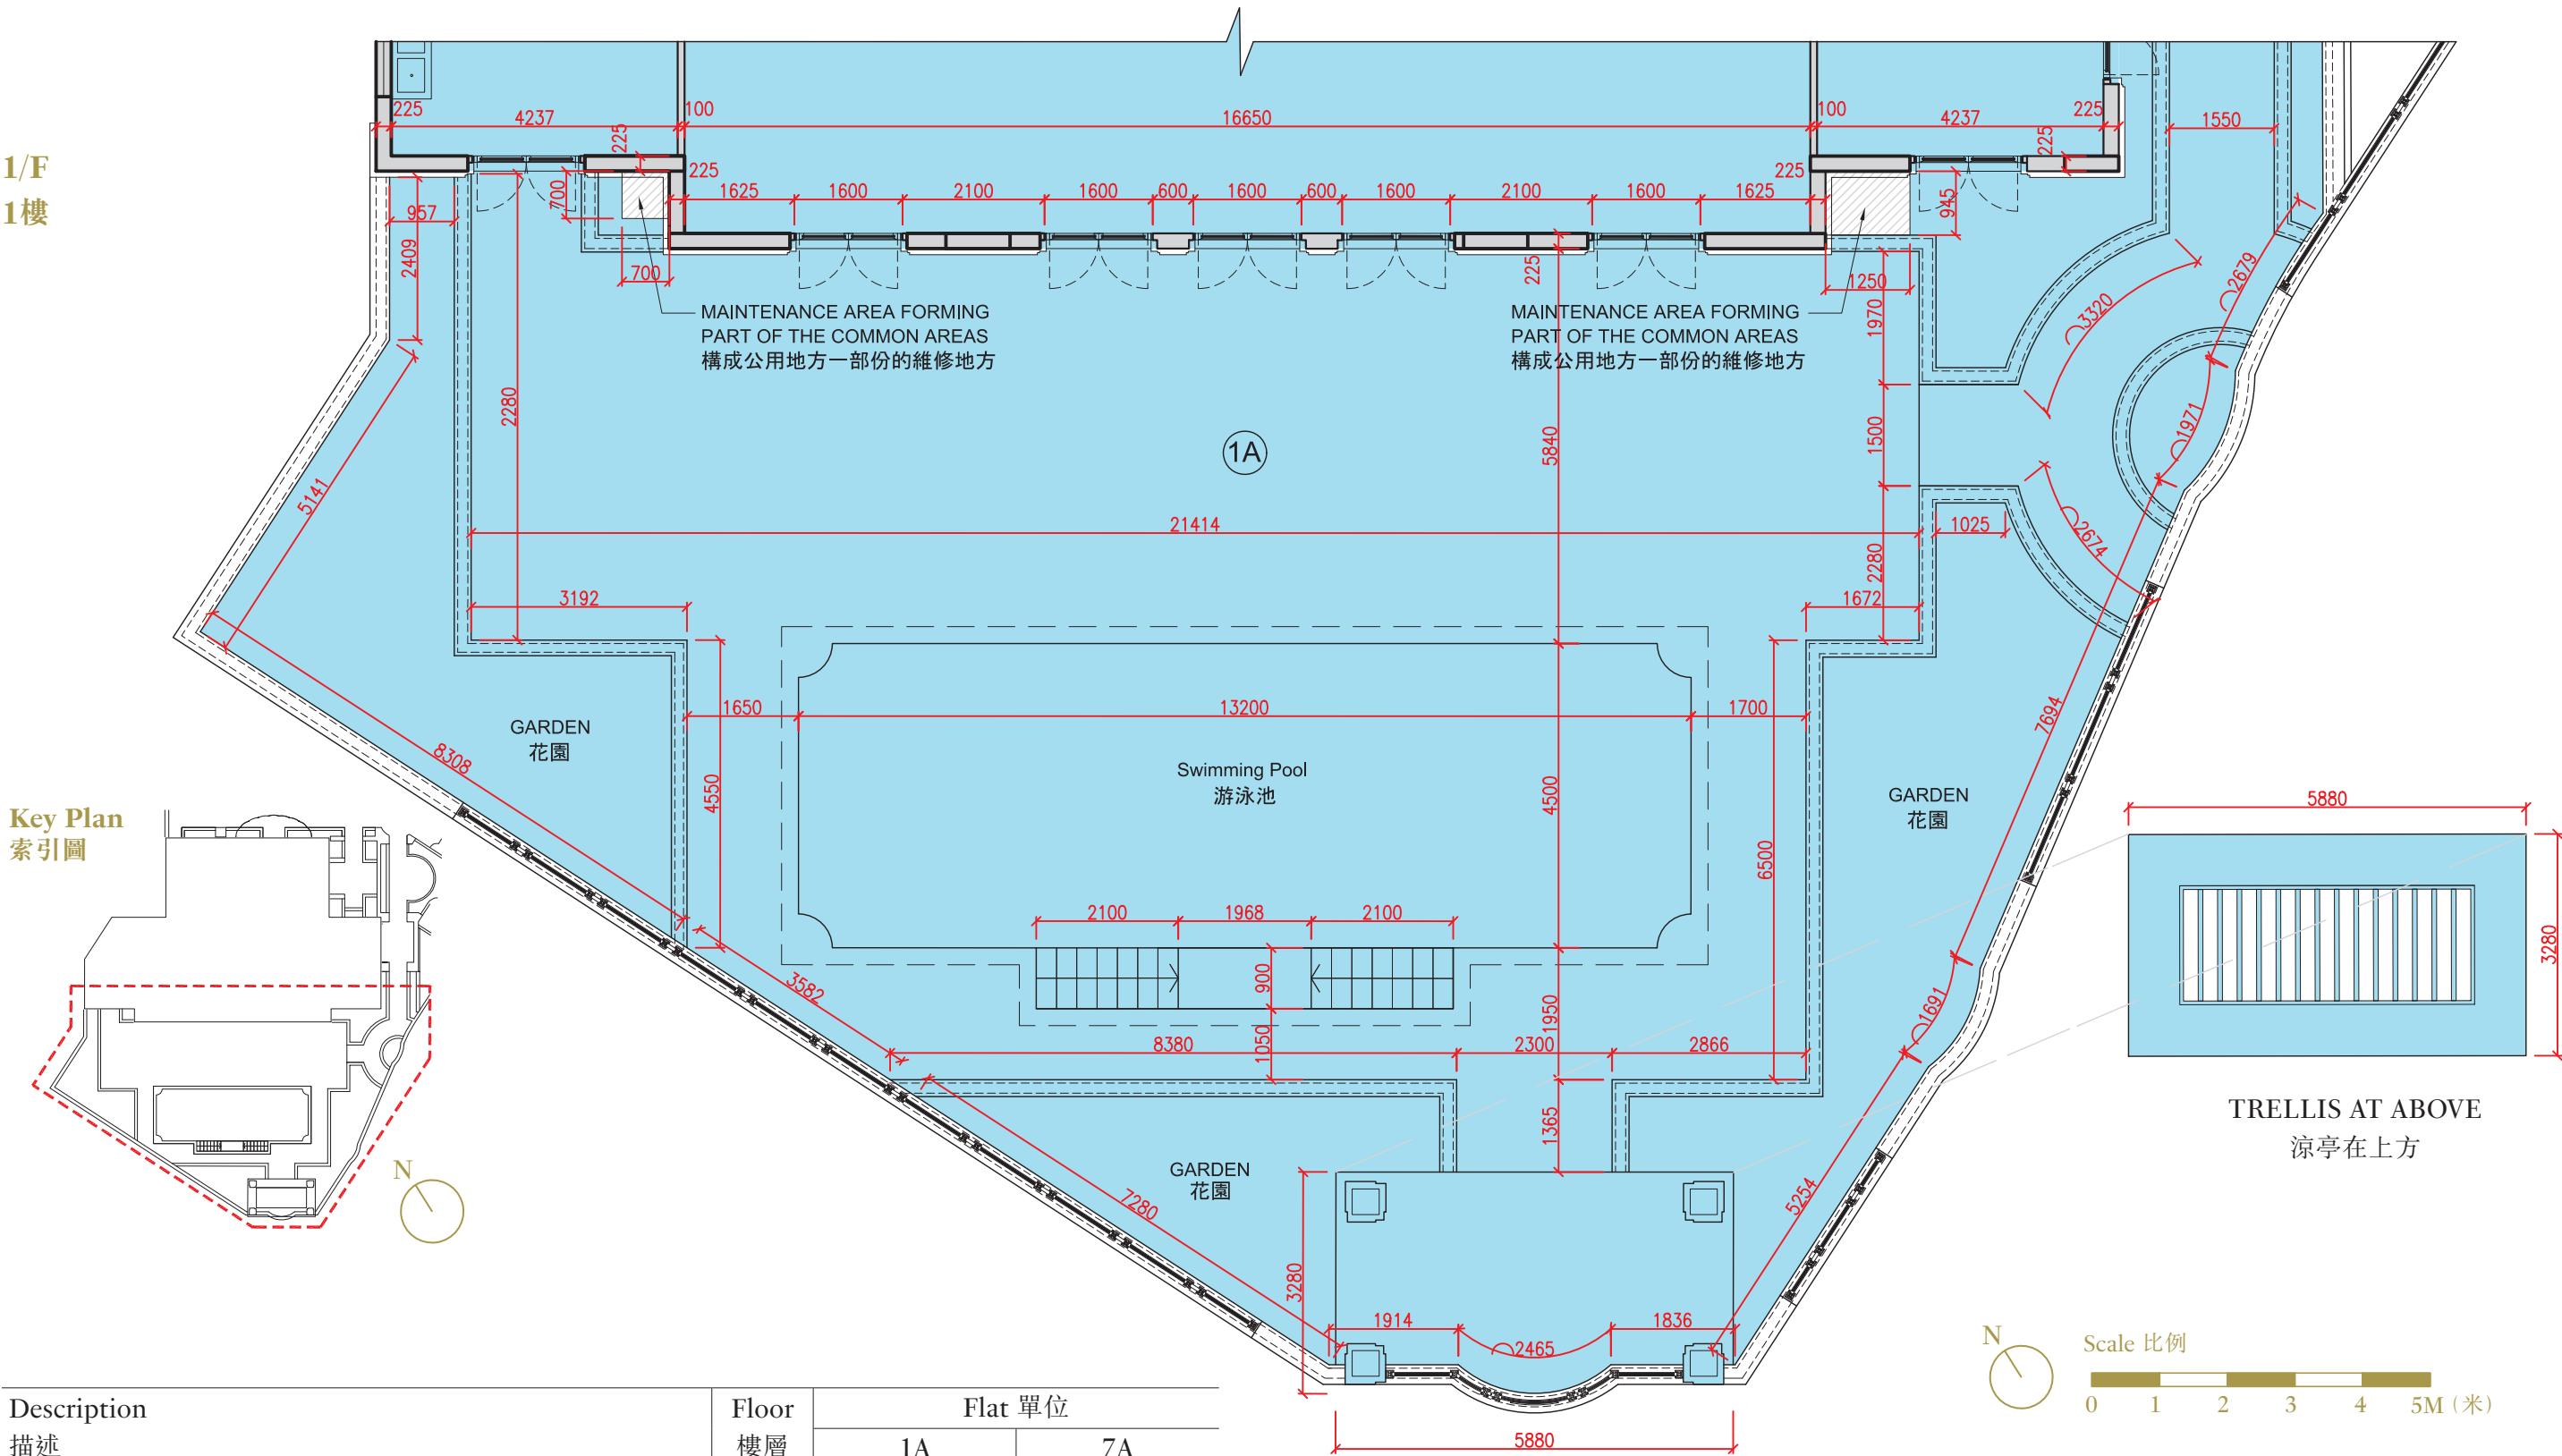 1/F
1樓
225
4237
100
16650
100
4237
225
1550
225
225
225
225
700
1625
1600
2100
1600
600
1600
600
1600
2100
1600
1625
945
957
2409
700
225
1250
2679
3320
MAINTENANCE AREA FORMING
PART OF THE COMMON AREAS
構成公用地方一部份的維修地方
MAINTENANCE AREA FORMING
PART OF THE COMMON AREAS
構成公用地方一部份的維修地方
1970
2280
5840
1A
1500
1971
5141
21414
1025
2674
2280
3192
1672
1650
13200
1700
7694
GARDEN
花園
8308
4550
Swimming Pool
游泳池
4500
6500
GARDEN
花園
5880
3280
TRELLIS AT ABOVE
涼亭在上方
Key Plan
索引圖
N
2100
1968
2100
900
3582
1950
1050
8380
2300
2866
1691
1365
GARDEN
花園
7280
5254
3280
1914
2465
1836
5880
N
Scale 比例
0 1 2 3 4 5M（米）
Description
描述
Floor
樓層
Flat 單位
1A
7A